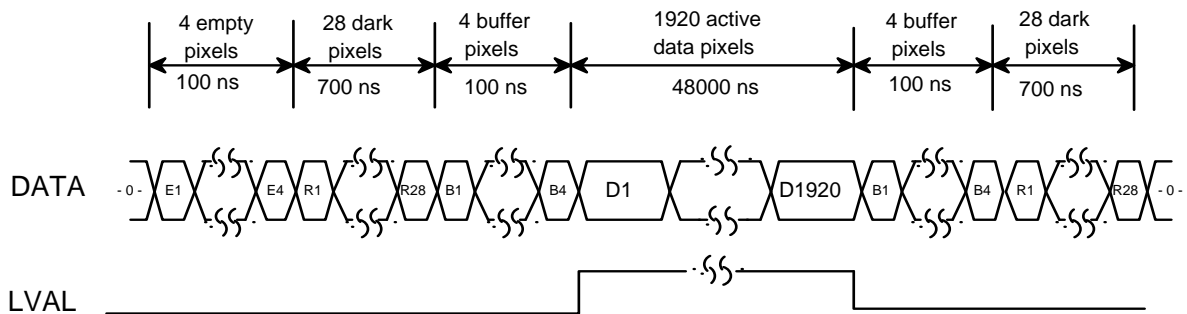 4 empty pixels
28 dark pixels
4 buffer pixels
1920 active data pixels
4 buffer pixels
28 dark pixels
100 ns
700 ns
100 ns
48000 ns
100 ns
700 ns
DATA
- 0 - E1 E4 R1 R28 B1 B4 D1 D1920 B1 B4 R1 R28 - 0 -
LVAL